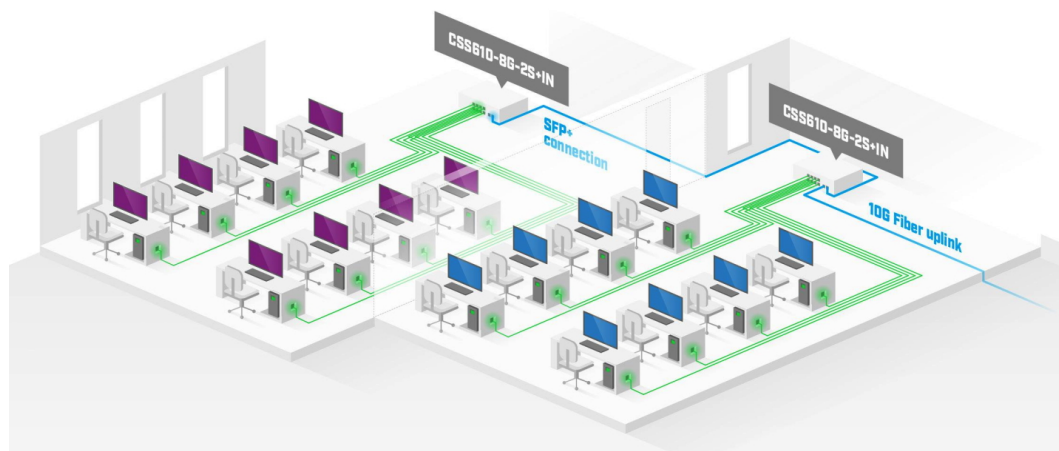 CSS610-8G-2S+IN
SFP+
connection
CSS610-8G-2S+IN
10G Fiber uplink